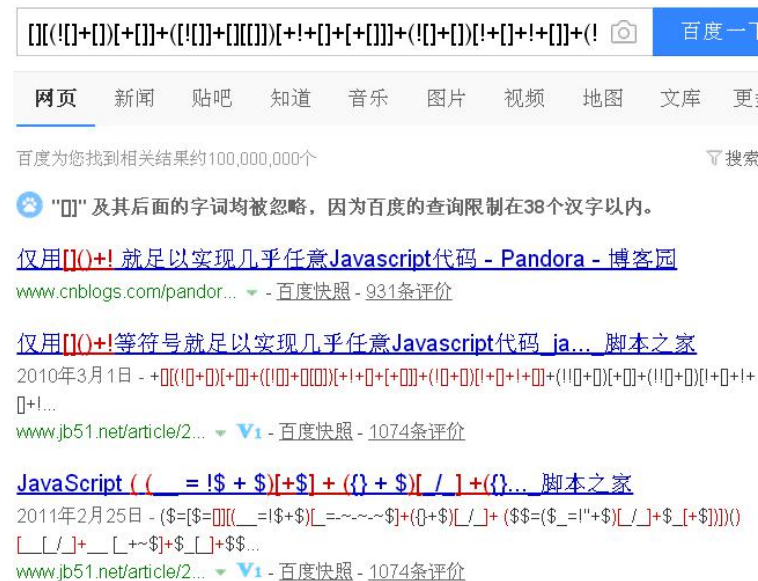 [][(![]+[])[+[]]+([![]]+[][[]])[+!+[]+[+[]]]+(![]+[])[!+[]+!+[]]+(!
百度一下
网页 新闻 贴吧 知道 音乐 图片 视频 地图 文库
百度为您找到相关结果约100,000,000个 搜索
"[]" 及其后面的字词均被忽略，因为百度的查询限制在38个汉字以内。
仅用[]()+! 就足以实现几乎任意Javascript代码 - Pandora - 博客园
www.cnblogs.com/pandor... - 百度快照 - 931条评价
仅用[]()+!等符号就足以实现几乎任意Javascript代码_ja..._脚本之家
2010年3月1日 - +[][(![]+[])[+[]]+([![]]+[][[]])[+!+[]+[+[]]]+(![]+[])[!+[]+!+[]]+(!![]+[])[+[]]+(!![]+[])[!+[]+!+
[]+!...
www.jb51.net/article/2... V1 - 百度快照 - 1074条评价
JavaScript ( (__ = !$ + $)[+$] + ({} + $)[_/_] +({}..._脚本之家
2011年2月25日 - ($=[$=[]][(__=!$+$)[_=-~-~-~$]+({}+$)[_/_]+ ($$=($_=!''+$)[_/_]+$_[+$])])()
[__[_/_]+__ [_+~$]+$_[_]+$$...
www.jb51.net/article/2... V1 - 百度快照 - 1074条评价